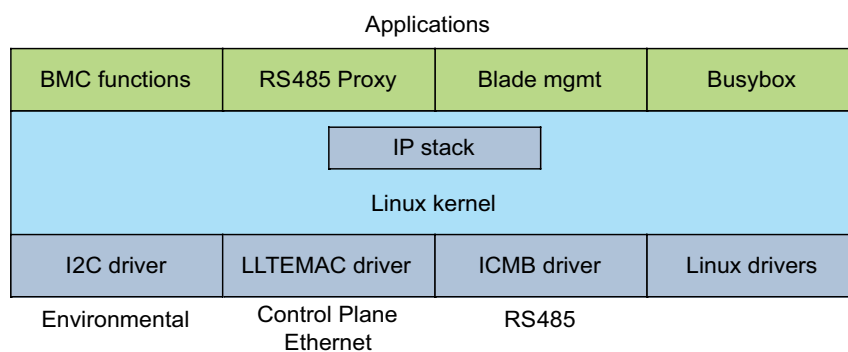 Applications
BMC functions
RS485 Proxy
Blade mgmt
Busybox
IP stack
Linux kernel
I2C driver
LLTEMAC driver
ICMB driver
Linux drivers
Environmental
Control Plane
Ethernet
RS485